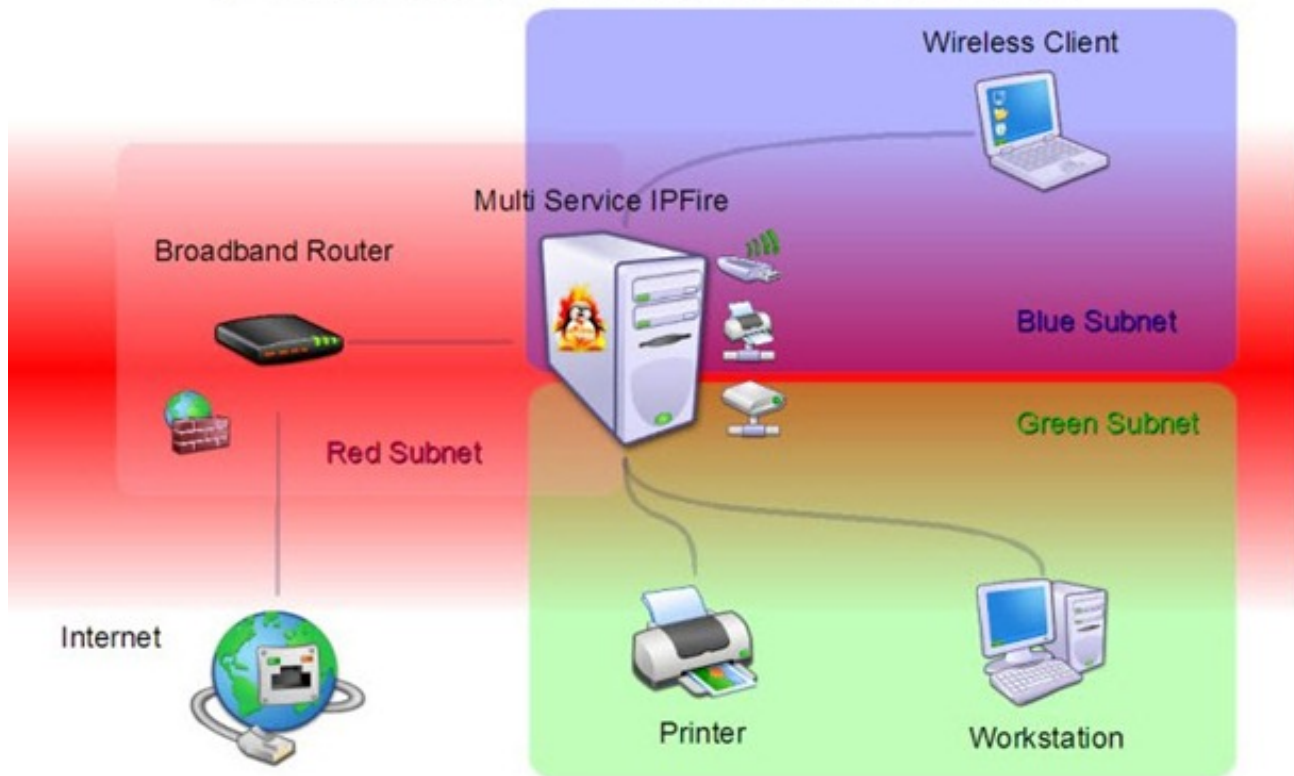 Wireless Client
Multi Service IPFire
Broadband Router
Blue Subnet
Green Subnet
Red Subnet
Internet
Printer
Workstation